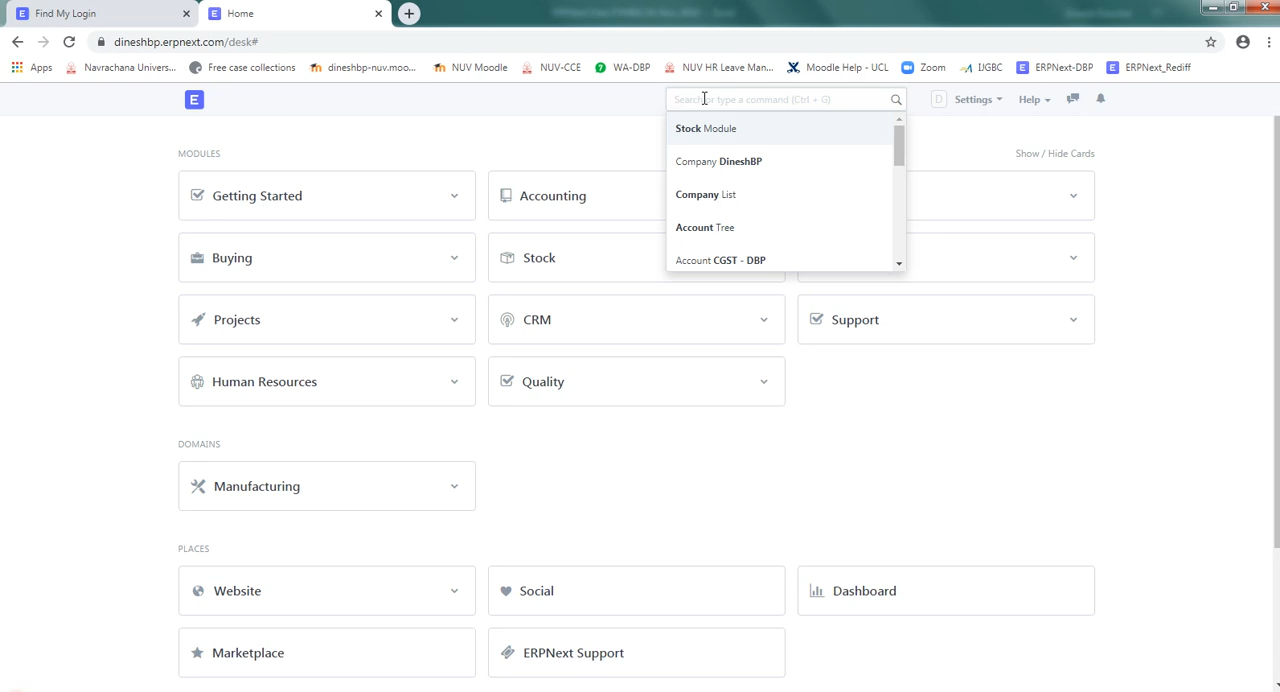 Find My Login
Home
dineshbp.erpnext.com/desk#
Apps Navrachana Univers... Free case collections dineshbp-nuv.moo... NUV Moodle NUV-CCE WA-DBP NUV HR Leave Man... Moodle Help - UCL Zoom IJGBC ERPNext-DBP ERPNext_Rediff
E
Search or type a command (Ctrl + G)
D Settings Help
Stock Module
Company DineshBP
Company List
Account Tree
Account CGST - DBP
MODULES
Show / Hide Cards
Getting Started
Accounting
Buying
Stock
Projects
CRM
Support
Human Resources
Quality
DOMAINS
Manufacturing
PLACES
Website
Social
Dashboard
Marketplace
ERPNext Support